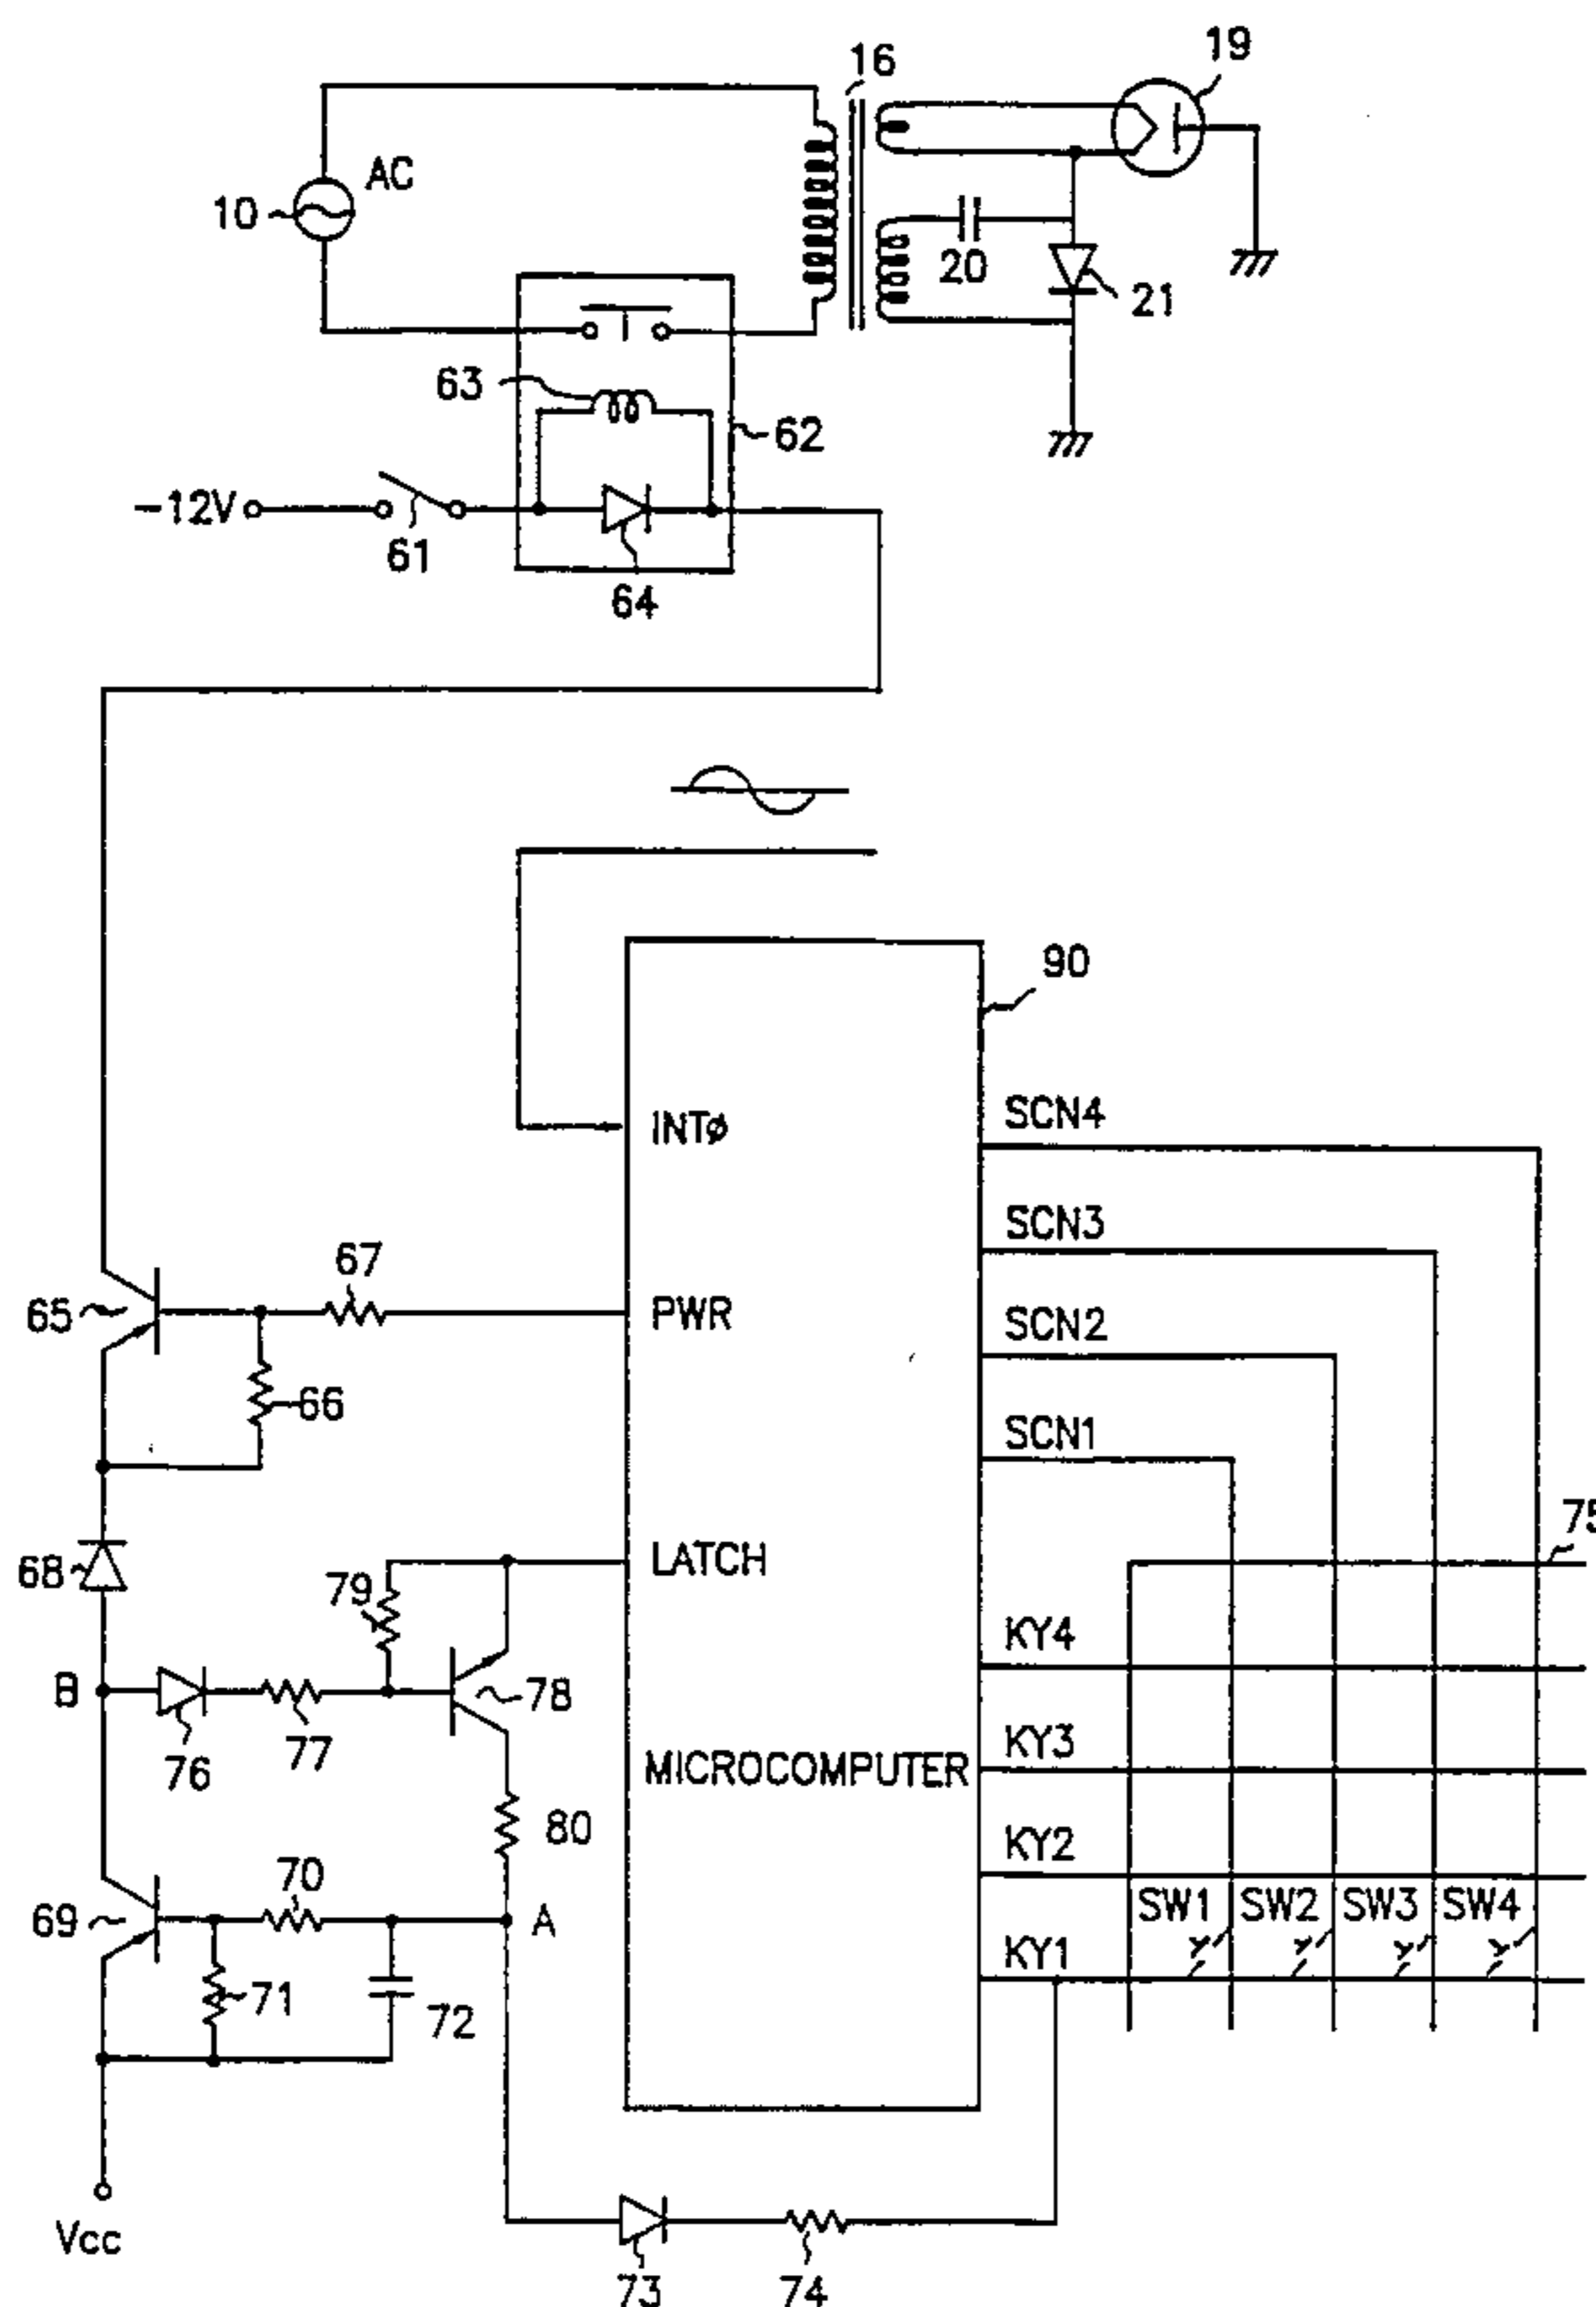 19
16
AC
10
20
21
63
62
-12V
61
64
90
INTø
SCN4
SCN3
67
65
PWR
SCN2
66
SCN1
75
68
LATCH
79
KY4
B
78
76
77
KY3
MICROCOMPUTER
80
KY2
70
SW1 SW2 SW3 SW4
69
A
KY1
71
72
Vcc
73
74